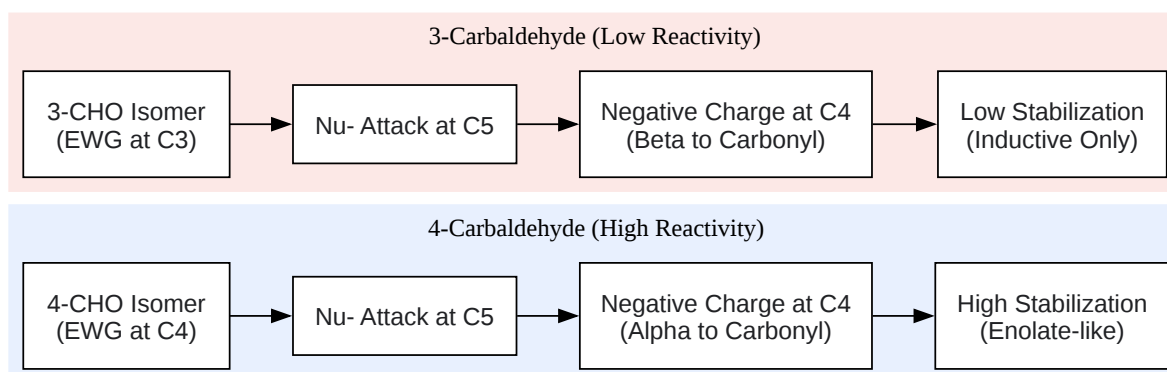 3-Carbaldehyde (Low Reactivity)
3-CHO Isomer
(EWG at C3)
Nu- Attack at C5
Negative Charge at C4
(Beta to Carbonyl)
Low Stabilization
(Inductive Only)
4-Carbaldehyde (High Reactivity)
4-CHO Isomer
(EWG at C4)
Nu- Attack at C5
Negative Charge at C4
(Alpha to Carbonyl)
High Stabilization
(Enolate-like)